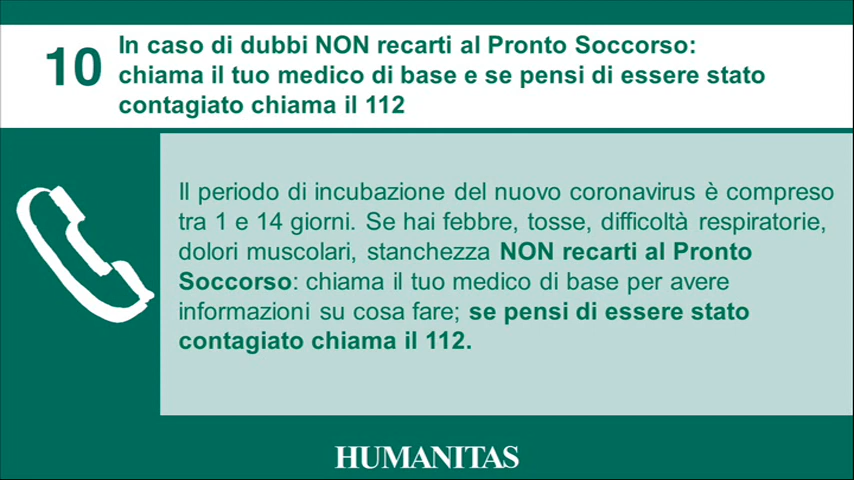 10
In caso di dubbi NON recarti al Pronto Soccorso:
chiama il tuo medico di base e se pensi di essere stato
contagiato chiama il 112
Il periodo di incubazione del nuovo coronavirus è compreso
tra 1 e 14 giorni. Se hai febbre, tosse, difficoltà respiratorie,
dolori muscolari, stanchezza NON recarti al Pronto
Soccorso: chiama il tuo medico di base per avere
informazioni su cosa fare; se pensi di essere stato
contagiato chiama il 112.
HUMANITAS